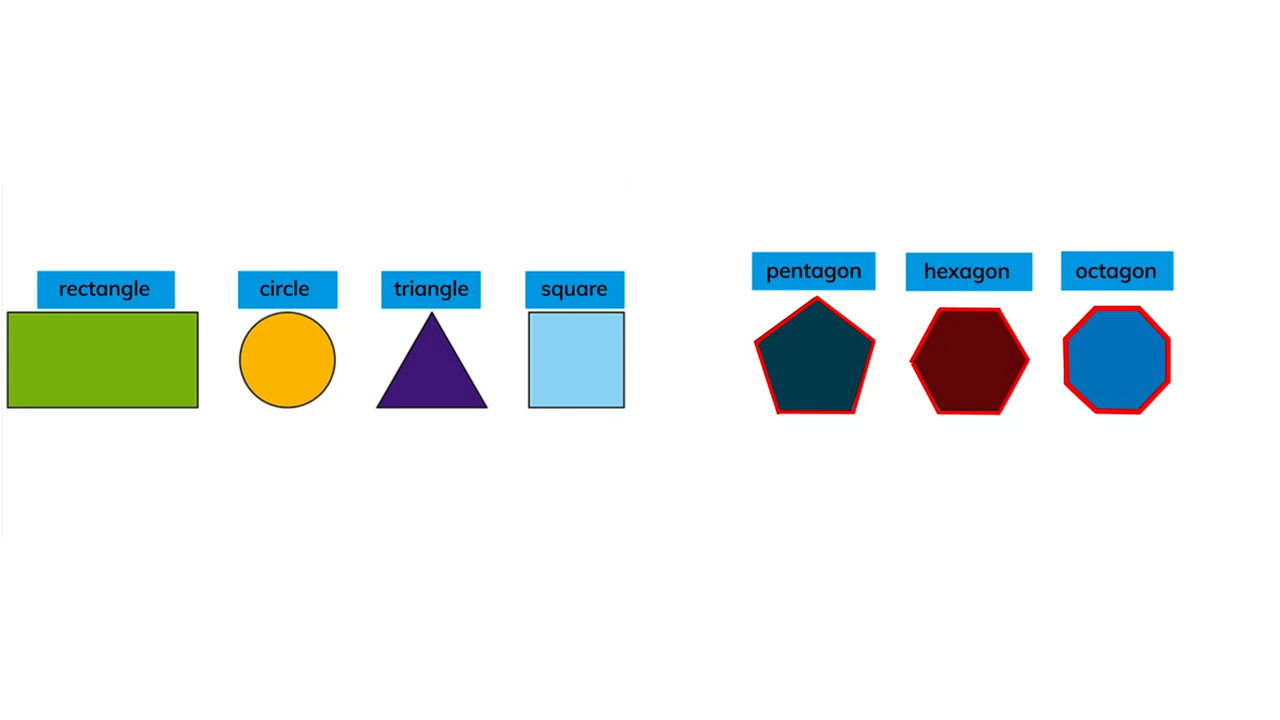 rectangle
circle
triangle
square
pentagon
hexagon
octagon